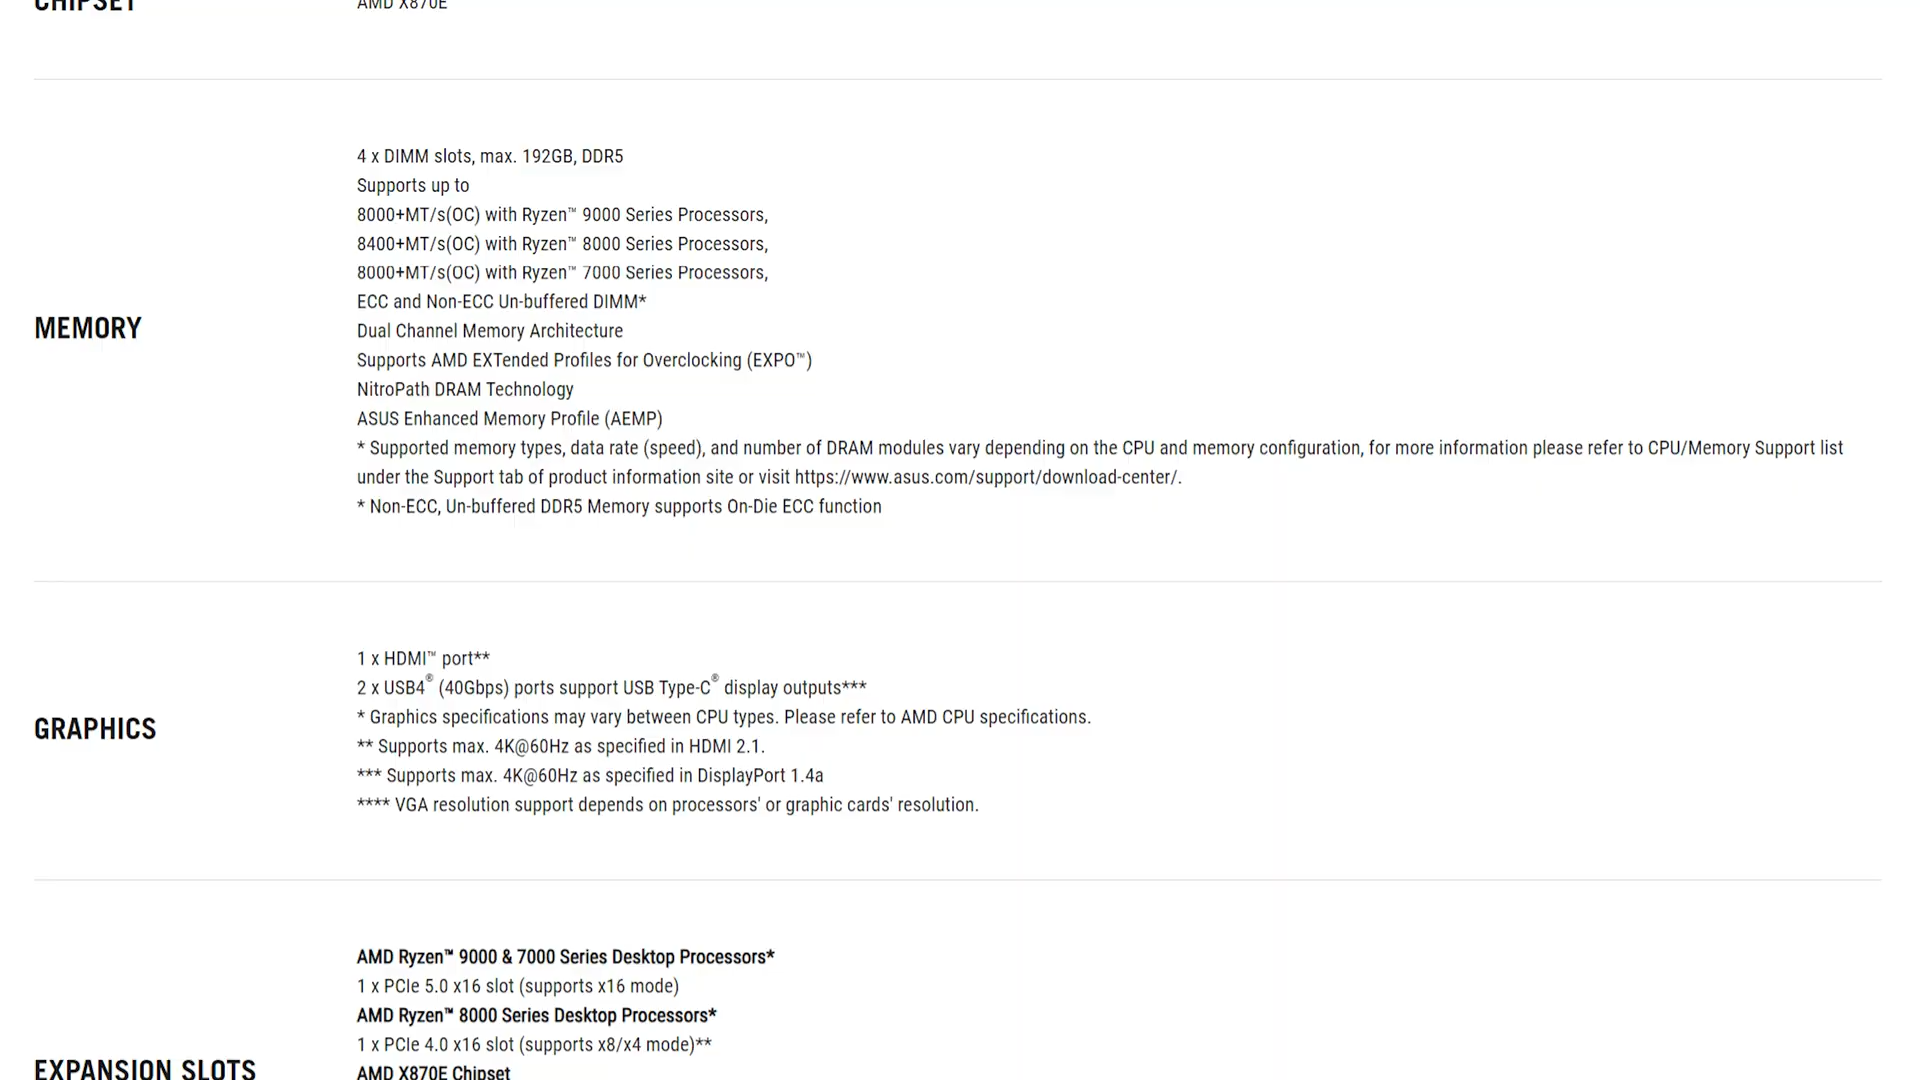 CHIPSET
AMD X870E
4 x DIMM slots, max. 192GB, DDR5
Supports up to
8000+MT/s(OC) with Ryzen™ 9000 Series Processors,
8400+MT/s(OC) with Ryzen™ 8000 Series Processors,
8000+MT/s(OC) with Ryzen™ 7000 Series Processors,
ECC and Non-ECC Un-buffered DIMM*
MEMORY
Dual Channel Memory Architecture
Supports AMD EXTended Profiles for Overclocking (EXPO™)
NitroPath DRAM Technology
ASUS Enhanced Memory Profile (AEMP)
* Supported memory types, data rate (speed), and number of DRAM modules vary depending on the CPU and memory configuration, for more information please refer to CPU/Memory Support list
under the Support tab of product information site or visit https://www.asus.com/support/download-center/.
* Non-ECC, Un-buffered DDR5 Memory supports On-Die ECC function
1 x HDMI™ port**
2 x USB4® (40Gbps) ports support USB Type-C® display outputs***
* Graphics specifications may vary between CPU types. Please refer to AMD CPU specifications.
GRAPHICS
** Supports max. 4K@60Hz as specified in HDMI 2.1.
*** Supports max. 4K@60Hz as specified in DisplayPort 1.4a
**** VGA resolution support depends on processors' or graphic cards' resolution.
AMD Ryzen™ 9000 & 7000 Series Desktop Processors*
1 x PCIe 5.0 x16 slot (supports x16 mode)
AMD Ryzen™ 8000 Series Desktop Processors*
1 x PCIe 4.0 x16 slot (supports x8/x4 mode)**
EXPANSION SLOTS
AMD X870E Chipset